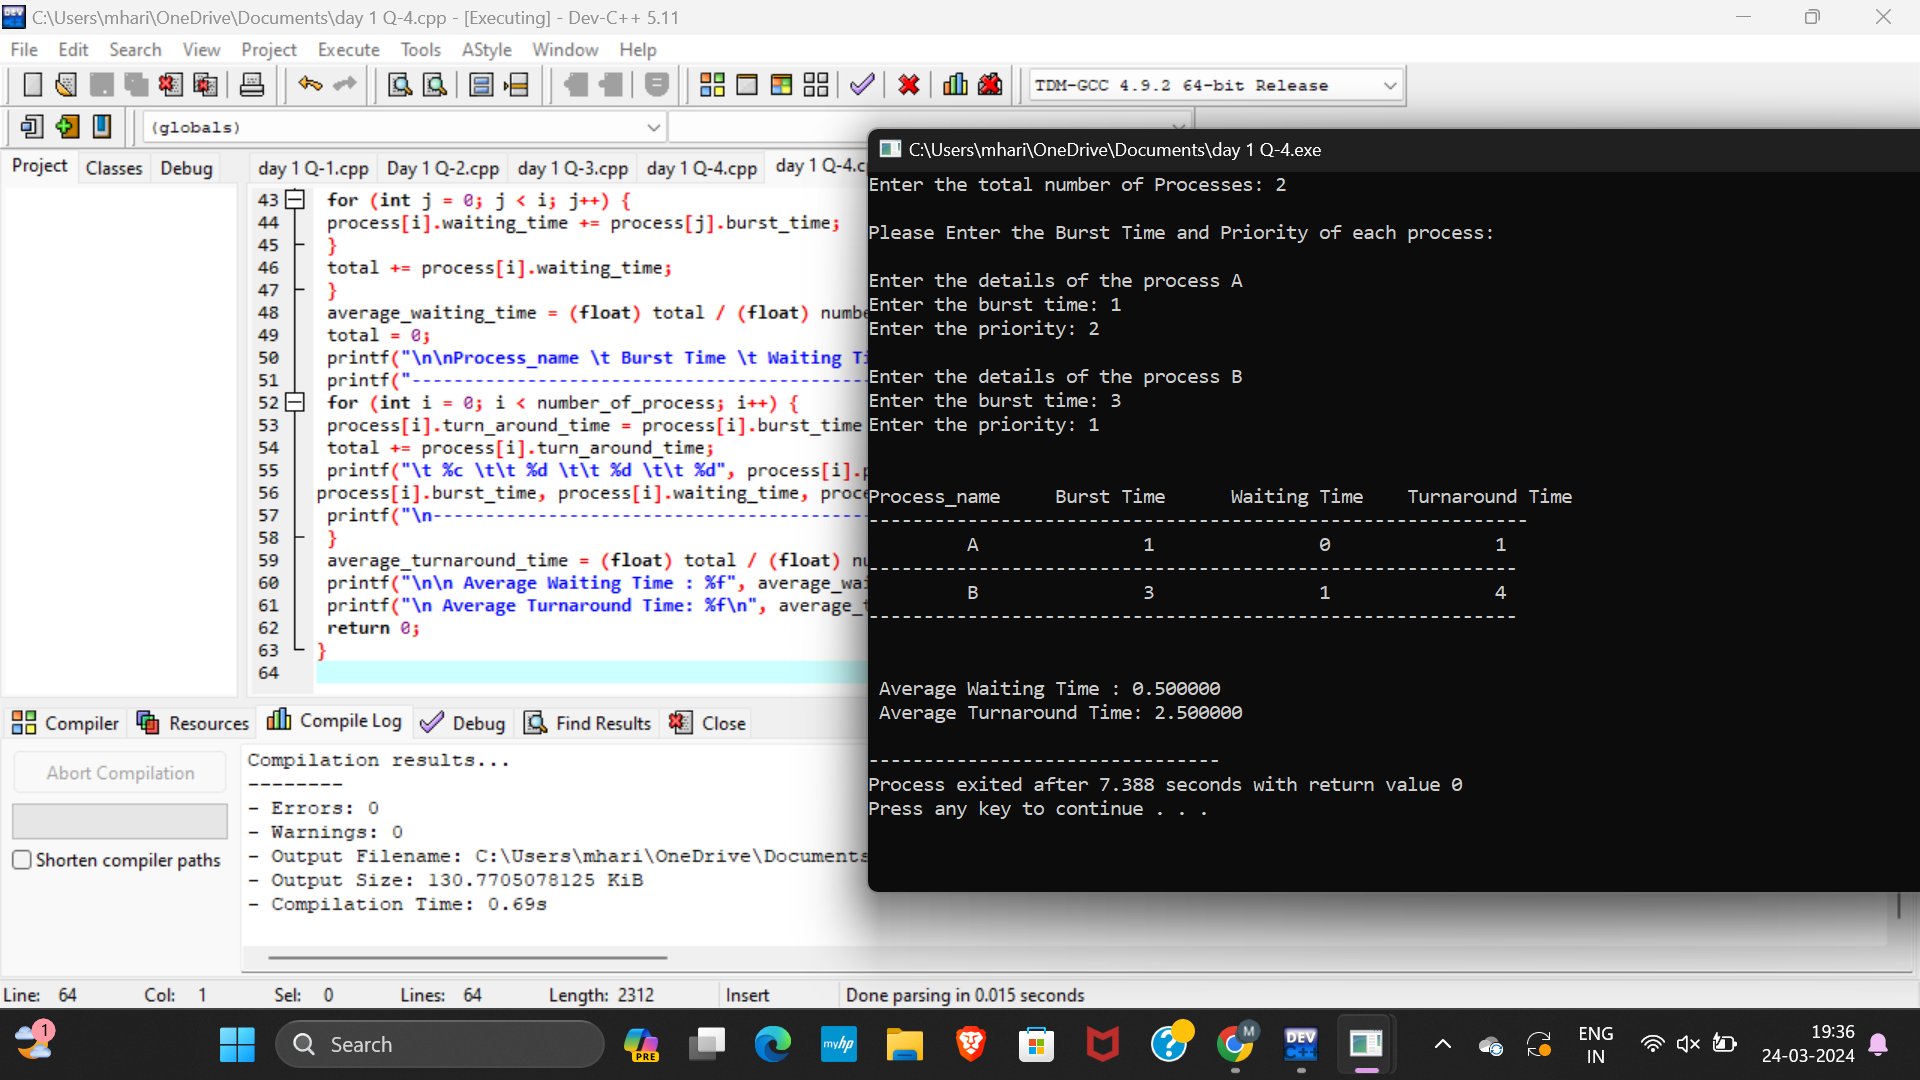 C:\Users\mhari\OneDrive\Documents\day 1 Q-4.cpp - [Executing] - Dev-C++ 5.11
File Edit Search View Project Execute Tools AStyle Window Help
TDM-GCC 4.9.2 64-bit Release
(globals)
Project Classes Debug
day 1 Q-1.cpp Day 1 Q-2.cpp day 1 Q-3.cpp day 1 Q-4.cpp day 1 Q-4.c
43 for (int j = 0; j < i; j++) {
44 process[i].waiting_time += process[j].burst_time;
45 }
46 total += process[i].waiting_time;
47 }
48 average_waiting_time = (float) total / (float) numbe
49 total = 0;
50 printf("\n\nProcess_name \t Burst Time \t Waiting Ti
51 printf("-------------------------------------------
52 for (int i = 0; i < number_of_process; i++) {
53 process[i].turn_around_time = process[i].burst_time
54 total += process[i].turn_around_time;
55 printf("\t %c \t\t %d \t\t %d \t\t %d", process[i].p
56 process[i].burst_time, process[i].waiting_time, proce
57 printf("\n-----------------------------------------
58 }
59 average_turnaround_time = (float) total / (float) nu
60 printf("\n\n Average Waiting Time : %f", average_wai
61 printf("\n Average Turnaround Time: %f\n", average_t
62 return 0;
63 }
64
C:\Users\mhari\OneDrive\Documents\day 1 Q-4.exe
Enter the total number of Processes: 2
Please Enter the Burst Time and Priority of each process:
Enter the details of the process A
Enter the burst time: 1
Enter the priority: 2
Enter the details of the process B
Enter the burst time: 3
Enter the priority: 1
Process_name Burst Time Waiting Time Turnaround Time
------------------------------------------------------------
A 1 0 1
-----------------------------------------------------------
B 3 1 4
-----------------------------------------------------------
Average Waiting Time : 0.500000
Average Turnaround Time: 2.500000
--------------------------------
Process exited after 7.388 seconds with return value 0
Press any key to continue . . .
Compiler Resources Compile Log Debug Find Results Close
Abort Compilation
Shorten compiler paths
Compilation results...
--------
- Errors: 0
- Warnings: 0
- Output Filename: C:\Users\mhari\OneDrive\Documents
- Output Size: 130.7705078125 KiB
- Compilation Time: 0.69s
Line: 64 Col: 1 Sel: 0 Lines: 64 Length: 2312 Insert Done parsing in 0.015 seconds
1
Search
PRE
myhp
M
DEV
C++
ENG
IN
19:36
24-03-2024